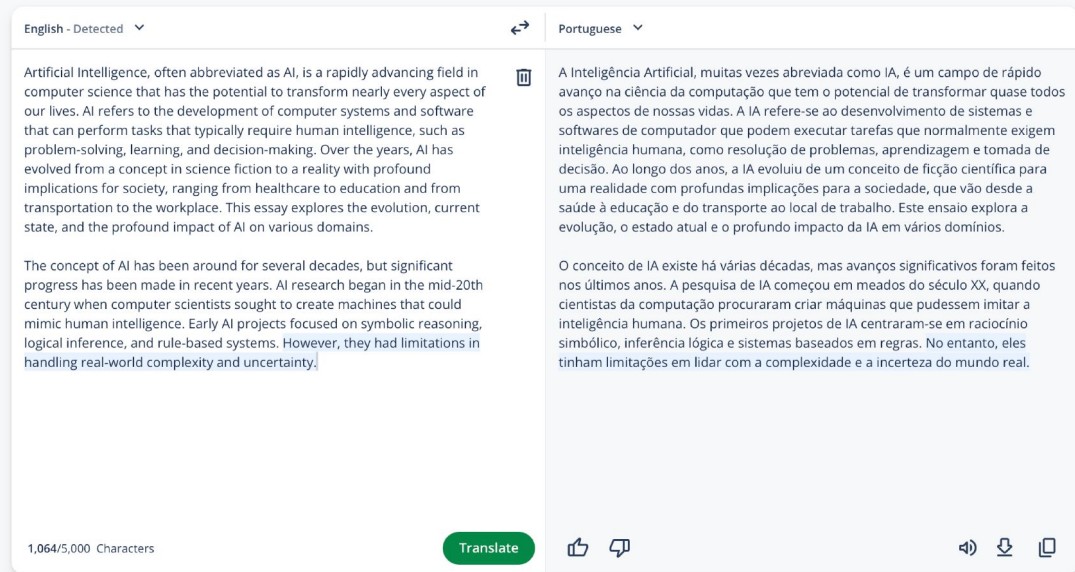 English - Detected
Portuguese
Artificial Intelligence, often abbreviated as AI, is a rapidly advancing field in
computer science that has the potential to transform nearly every aspect of
our lives. AI refers to the development of computer systems and software
that can perform tasks that typically require human intelligence, such as
problem-solving, learning, and decision-making. Over the years, AI has
evolved from a concept in science fiction to a reality with profound
implications for society, ranging from healthcare to education and from
transportation to the workplace. This essay explores the evolution, current
state, and the profound impact of AI on various domains.
The concept of AI has been around for several decades, but significant
progress has been made in recent years. AI research began in the mid-20th
century when computer scientists sought to create machines that could
mimic human intelligence. Early AI projects focused on symbolic reasoning,
logical inference, and rule-based systems. However, they had limitations in
handling real-world complexity and uncertainty.
A Inteligência Artificial, muitas vezes abreviada como IA, é um campo de rápido
avanço na ciência da computação que tem o potencial de transformar quase todos
os aspectos de nossas vidas. A IA refere-se ao desenvolvimento de sistemas e
softwares de computador que podem executar tarefas que normalmente exigem
inteligência humana, como resolução de problemas, aprendizagem e tomada de
decisão. Ao longo dos anos, a IA evoluiu de um conceito de ficção científica para
uma realidade com profundas implicações para a sociedade, que vão desde a
saúde à educação e do transporte ao local de trabalho. Este ensaio explora a
evolução, o estado atual e o profundo impacto da IA em vários domínios.
O conceito de IA existe há várias décadas, mas avanços significativos foram feitos
nos últimos anos. A pesquisa de IA começou em meados do século XX, quando
cientistas da computação procuraram criar máquinas que pudessem imitar a
inteligência humana. Os primeiros projetos de IA centraram-se em raciocínio
simbólico, inferência lógica e sistemas baseados em regras. No entanto, eles
tinham limitações em lidar com a complexidade e a incerteza do mundo real.
1,064/5,000 Characters
Translate